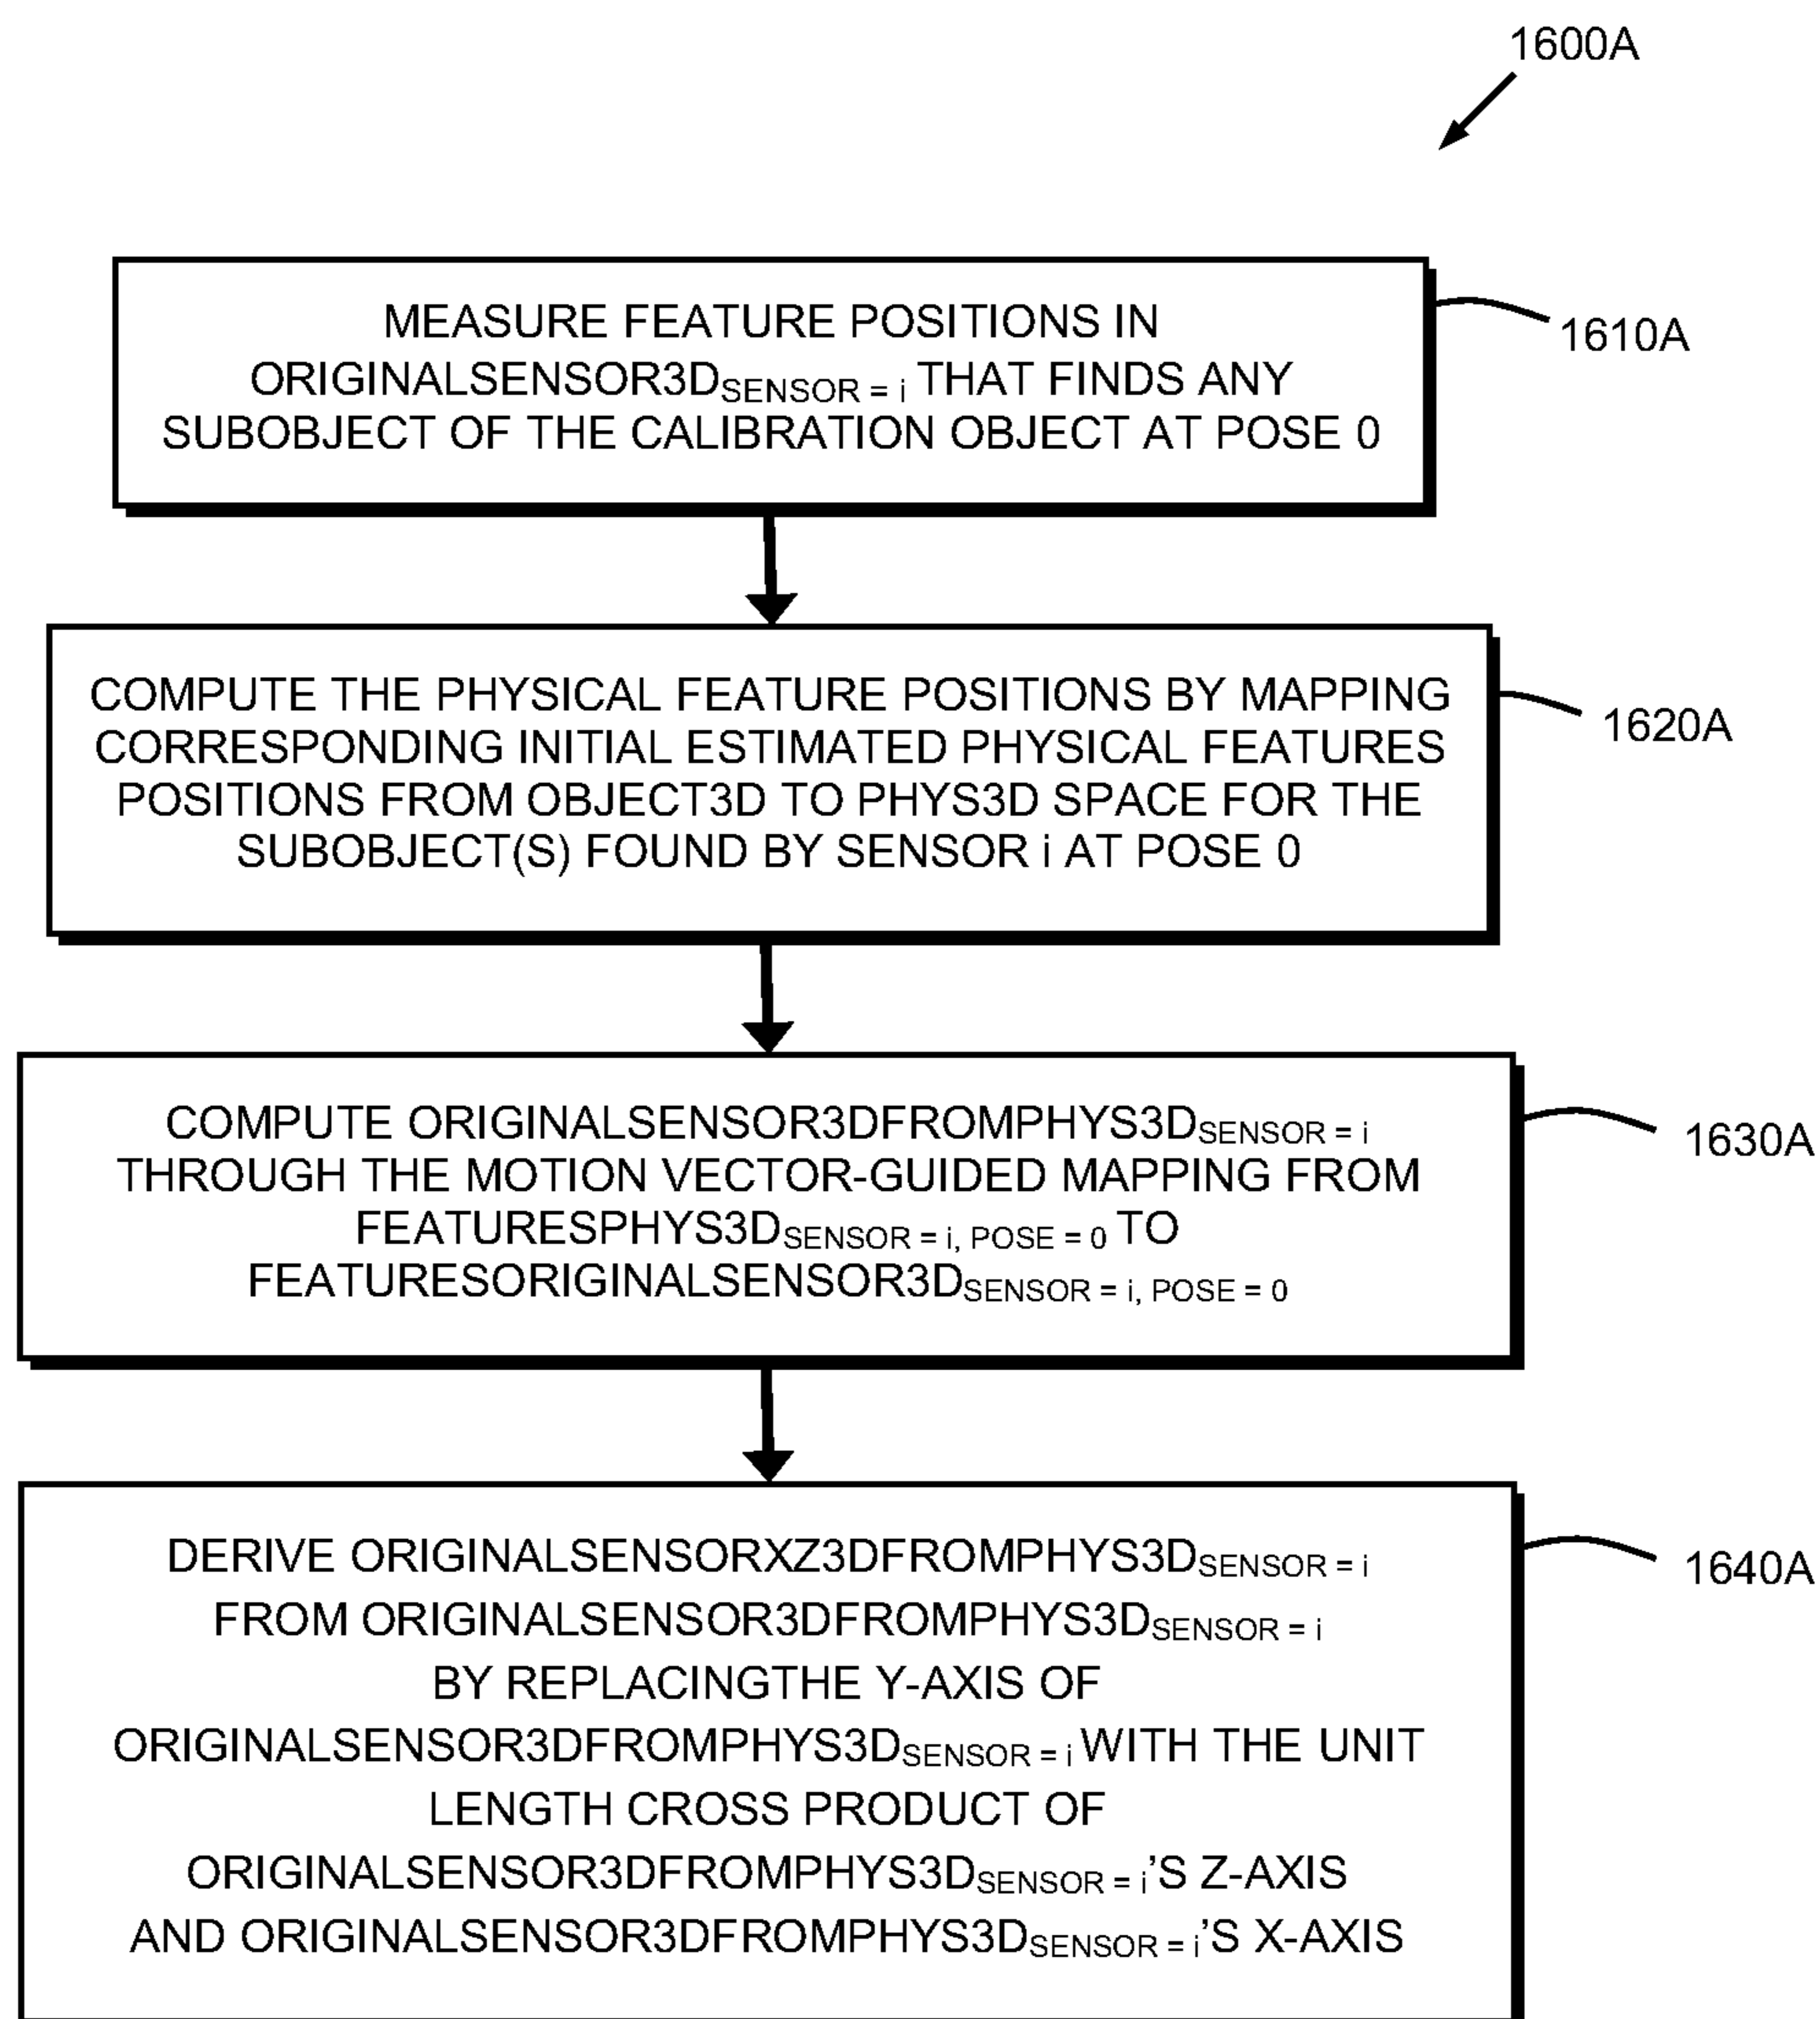 1600A
MEASURE FEATURE POSITIONS IN
ORIGINALSENSOR3DSENSOR = i THAT FINDS ANY
SUBOBJECT OF THE CALIBRATION OBJECT AT POSE 0
1610A
COMPUTE THE PHYSICAL FEATURE POSITIONS BY MAPPING
CORRESPONDING INITIAL ESTIMATED PHYSICAL FEATURES
POSITIONS FROM OBJECT3D TO PHYS3D SPACE FOR THE
SUBOBJECT(S) FOUND BY SENSOR i AT POSE 0
1620A
COMPUTE ORIGINALSENSOR3DFROMPHYS3DSENSOR = i
THROUGH THE MOTION VECTOR-GUIDED MAPPING FROM
FEATURESPHYS3DSENSOR = i, POSE = 0 TO
FEATURESORIGINALSENSOR3DSENSOR = i, POSE = 0
1630A
DERIVE ORIGINALSENSORXZ3DFROMPHYS3DSENSOR = i
FROM ORIGINALSENSOR3DFROMPHYS3DSENSOR = i
BY REPLACINGTHE Y-AXIS OF
ORIGINALSENSOR3DFROMPHYS3DSENSOR = i WITH THE UNIT
LENGTH CROSS PRODUCT OF
ORIGINALSENSOR3DFROMPHYS3DSENSOR = i’S Z-AXIS
AND ORIGINALSENSOR3DFROMPHYS3DSENSOR = i’S X-AXIS
1640A